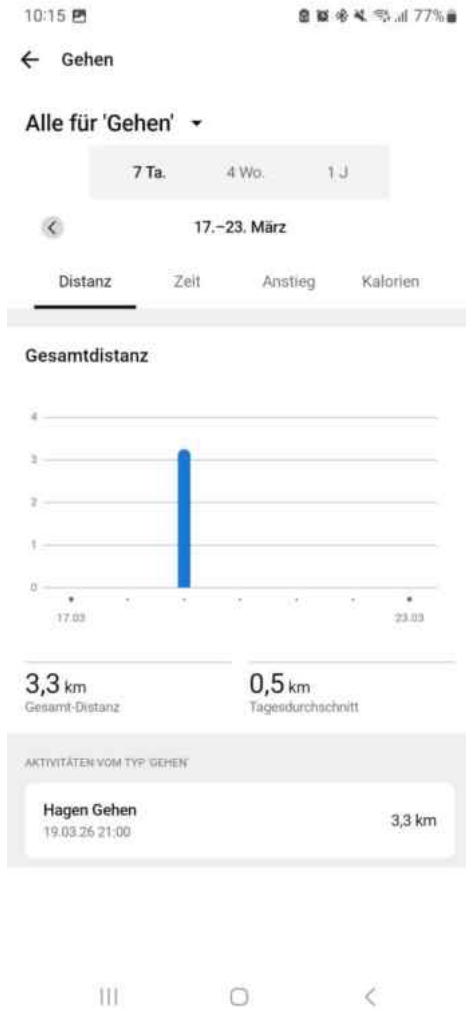 10:15 77%
Gehen
Alle für 'Gehen'
7 Ta. 4 Wo. 1 J
17.–23. März
Distanz Zeit Anstieg Kalorien
Gesamtdistanz
4
3
2
1
0
17.03 23.03
3,3 km 0,5 km
Gesamt-Distanz Tagesdurchschnitt
AKTIVITÄTEN VOM TYP 'GEHEN'
Hagen Gehen 3,3 km
19.03.26 21:00